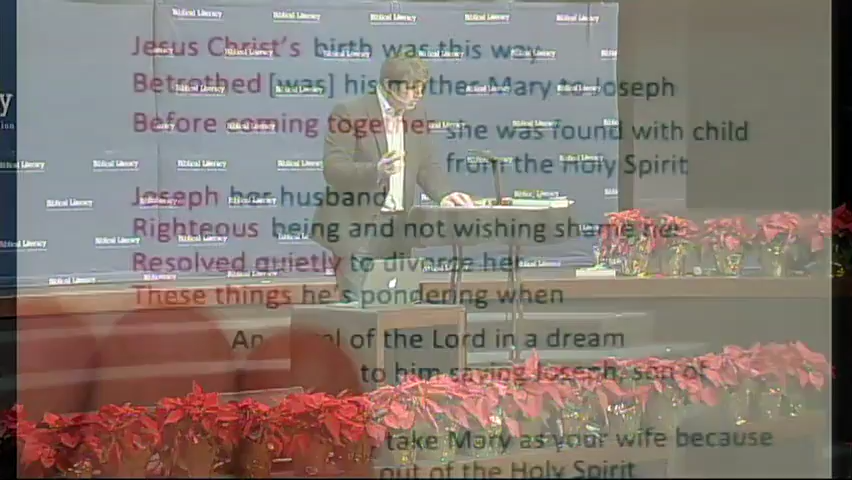 Jesus Christ's birth was this way
Betrothed [was] his mother Mary to Joseph
Before coming together she was found with child
from the Holy Spirit
Joseph her husband
Righteous being and not wishing shame her
Resolved quietly to divorce her
These things he's pondering when
An of the Lord in a dream
to him saying Joseph, son of
take Mary as your wife because
out of the Holy Spirit
Biblical Literacy